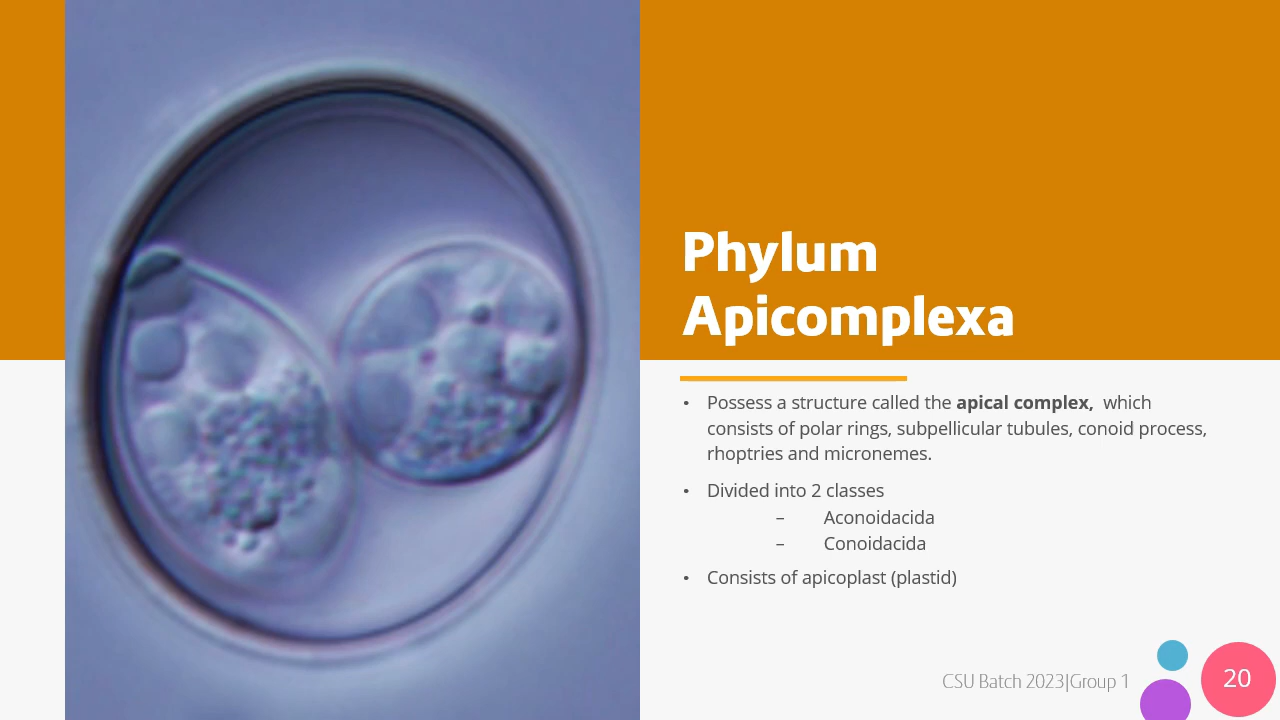 Phylum
Apicomplexa
• Possess a structure called the apical complex, which
consists of polar rings, subpellicular tubules, conoid process,
rhoptries and micronemes.
• Divided into 2 classes
– Aconoidacida
– Conoidacida
• Consists of apicoplast (plastid)
CSU Batch 2023|Group 1
20